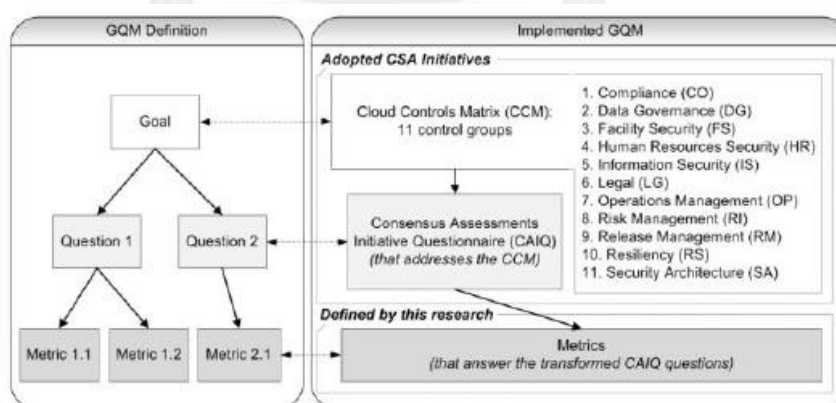 GQM Definition
Implemented GQM
Goal
Question 1
Question 2
Metric 1.1
Metric 1.2
Metric 2.1
Adopted CSA Initiatives
Cloud Controls Matrix (CCM):
11 control groups
Consensus Assessments
Initiative Questionnaire (CAIQ)
(that addresses the CCM)
1. Compliance (CO)
2. Data Governance (DG)
3. Facility Security (FS)
4. Human Resources Security (HR)
5. Information Security (IS)
6. Legal (LG)
7. Operations Management (OP)
8. Risk Management (RI)
9. Release Management (RM)
10. Resiliency (RS)
11. Security Architecture (SA)
Defined by this research
Metrics
(that answer the transformed CAIQ questions)